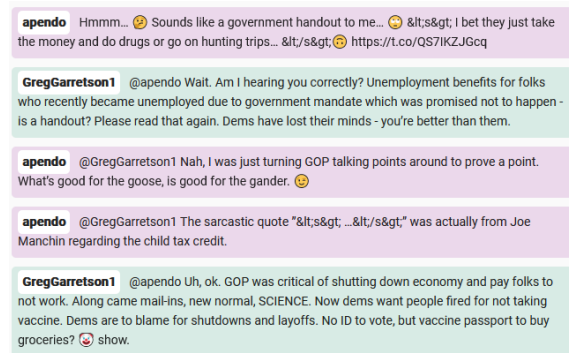 apendo Hmmm... 🤔 Sounds like a government handout to me... 🙄 &lt;s&gt; I bet they just take
the money and do drugs or go on hunting trips... &lt;/s&gt;🙃 https://t.co/QS7IKZJGcq
GregGarretson1 @apendo Wait. Am I hearing you correctly? Unemployment benefits for folks
who recently became unemployed due to government mandate which was promised not to happen -
is a handout? Please read that again. Dems have lost their minds - you're better than them.
apendo @GregGarretson1 Nah, I was just turning GOP talking points around to prove a point.
What's good for the goose, is good for the gander. 😉
apendo @GregGarretson1 The sarcastic quote "&lt;s&gt; ...&lt;/s&gt;" was actually from Joe
Manchin regarding the child tax credit.
GregGarretson1 @apendo Uh, ok. GOP was critical of shutting down economy and pay folks to
not work. Along came mail-ins, new normal, SCIENCE. Now dems want people fired for not taking
vaccine. Dems are to blame for shutdowns and layoffs. No ID to vote, but vaccine passport to buy
groceries? 🤡 show.